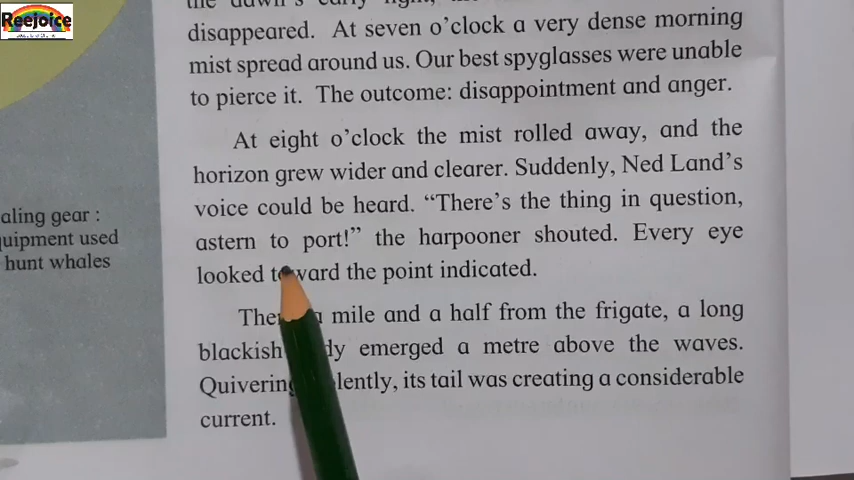 Reejoice
aling gear :
quipment used
hunt whales
the dawn's early light, the
disappeared. At seven o'clock a very dense morning
mist spread around us. Our best spyglasses were unable
to pierce it. The outcome: disappointment and anger.
At eight o'clock the mist rolled away, and the
horizon grew wider and clearer. Suddenly, Ned Land's
voice could be heard. "There's the thing in question,
astern to port!" the harpooner shouted. Every eye
looked toward the point indicated.
There a mile and a half from the frigate, a long
blackish body emerged a metre above the waves.
Quivering violently, its tail was creating a considerable
current.